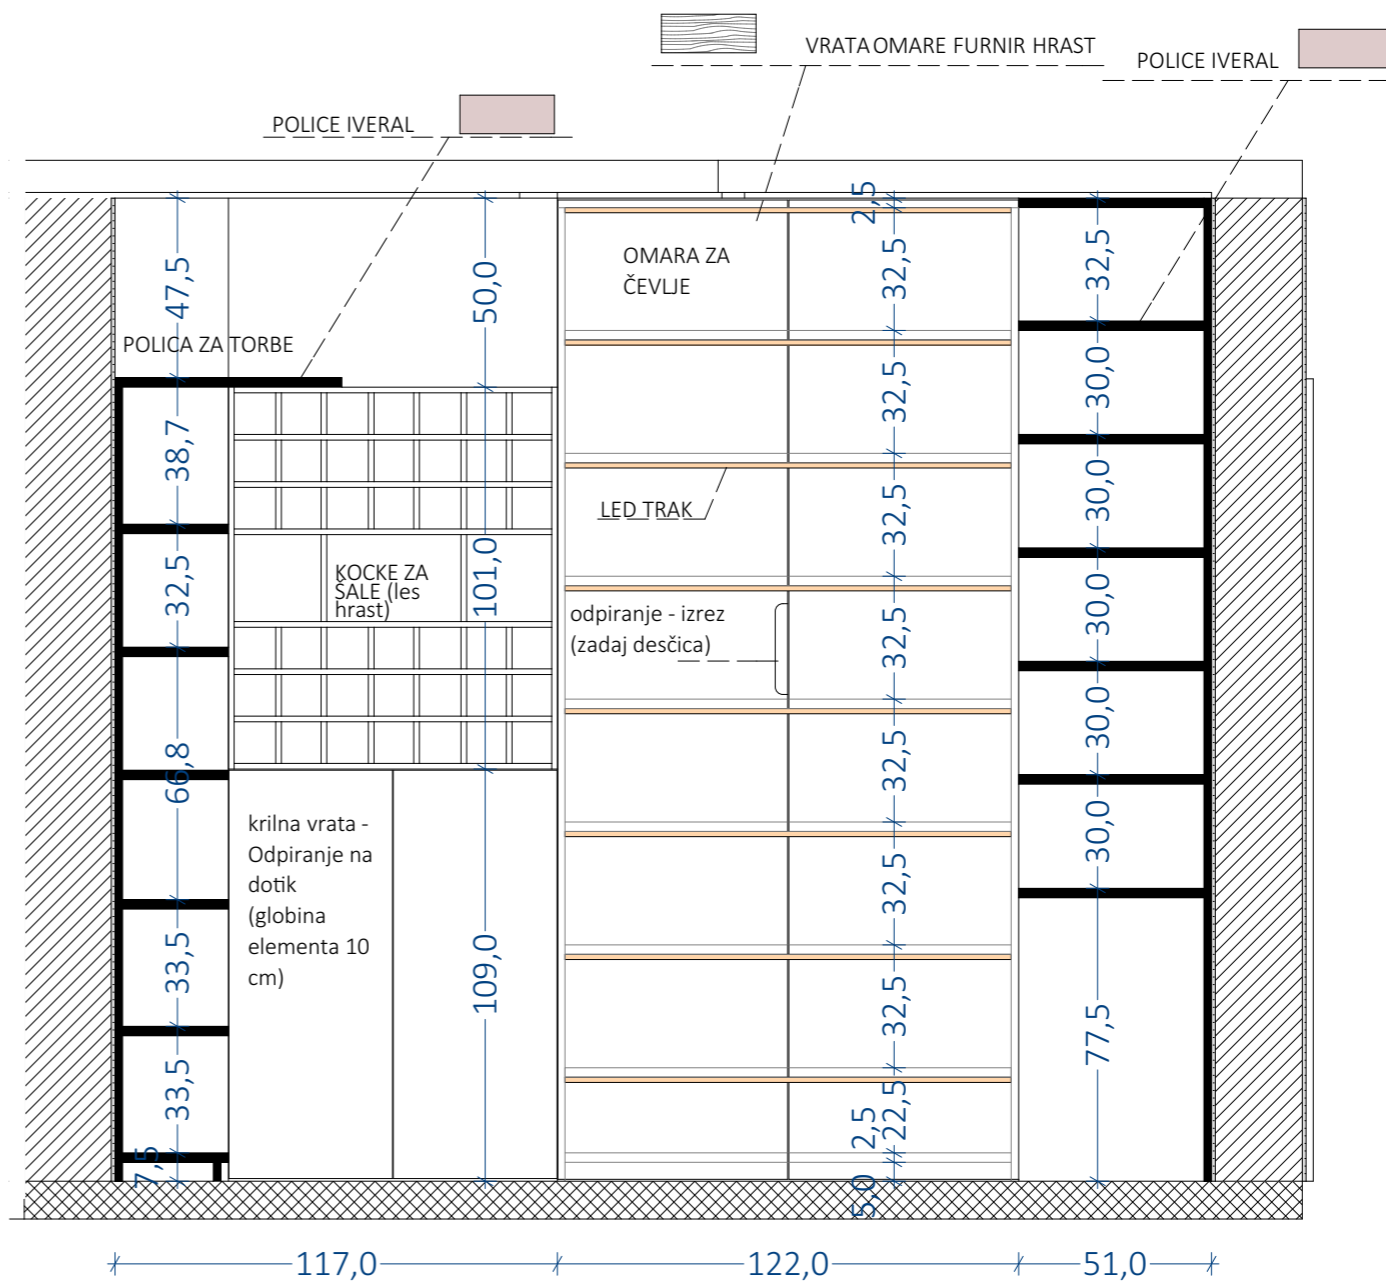 VRATA OMARE FURNIR HRAST
POLICE IVERAL
POLICE IVERAL
47,5
50,0
2,5
OMARA ZA
ČEVLJE
32,5
32,5
POLICA ZA TORBE
38,7
32,5
30,0
32,5
30,0
LED TRAK
32,5
101,0
KOCKE ZA
ŠALE (les
hrast)
30,0
odpiranje - izrez
(zadaj desčica)
32,5
30,0
66,8
32,5
30,0
krilna vrata -
Odpiranje na
dotik
(globina
elementa 10
cm)
32,5
33,5
109,0
32,5
77,5
33,5
22,5
2,5
7,5
5,0
117,0
122,0
51,0